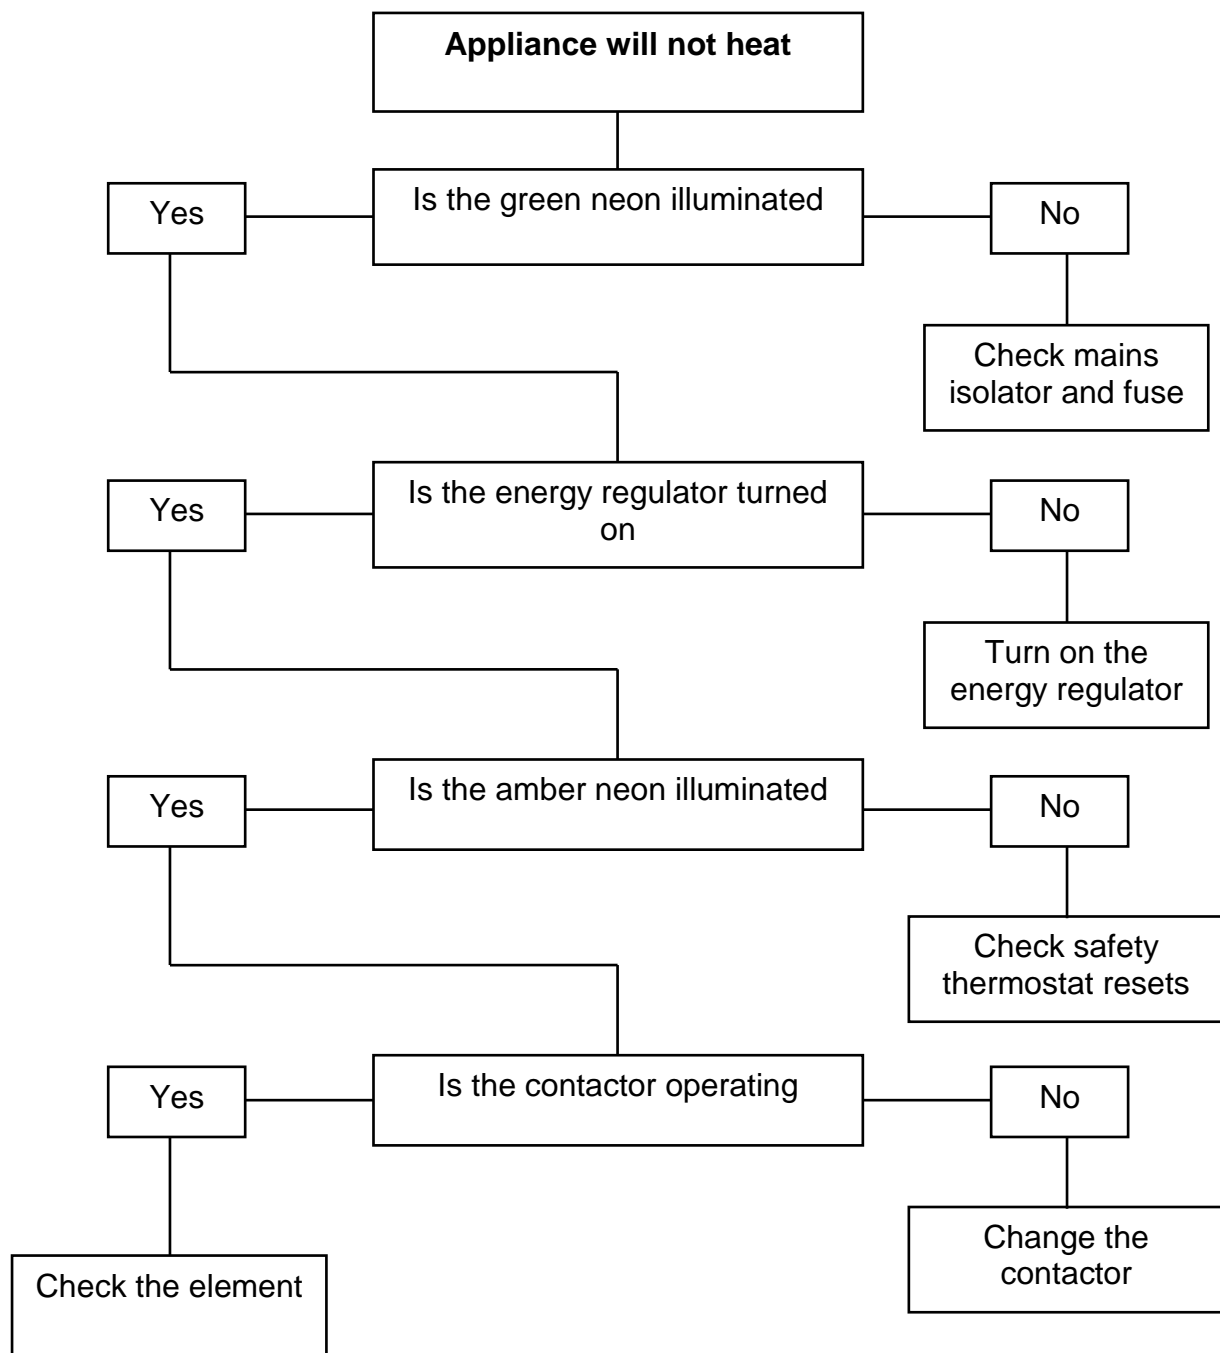 Appliance will not heat
Yes
Is the green neon illuminated
No
Check mains
isolator and fuse
Yes
Is the energy regulator turned
on
No
Turn on the
energy regulator
Yes
Is the amber neon illuminated
No
Check safety
thermostat resets
Yes
Is the contactor operating
No
Change the
contactor
Check the element